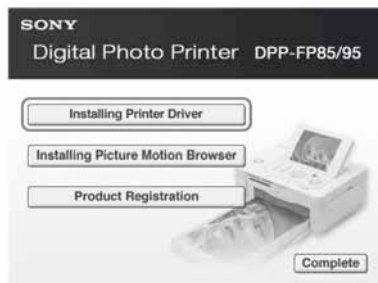 SONY
Digital Photo Printer DPP-FP85/95
Installing Printer Driver
Installing Picture Motion Browser
Product Registration
Complete